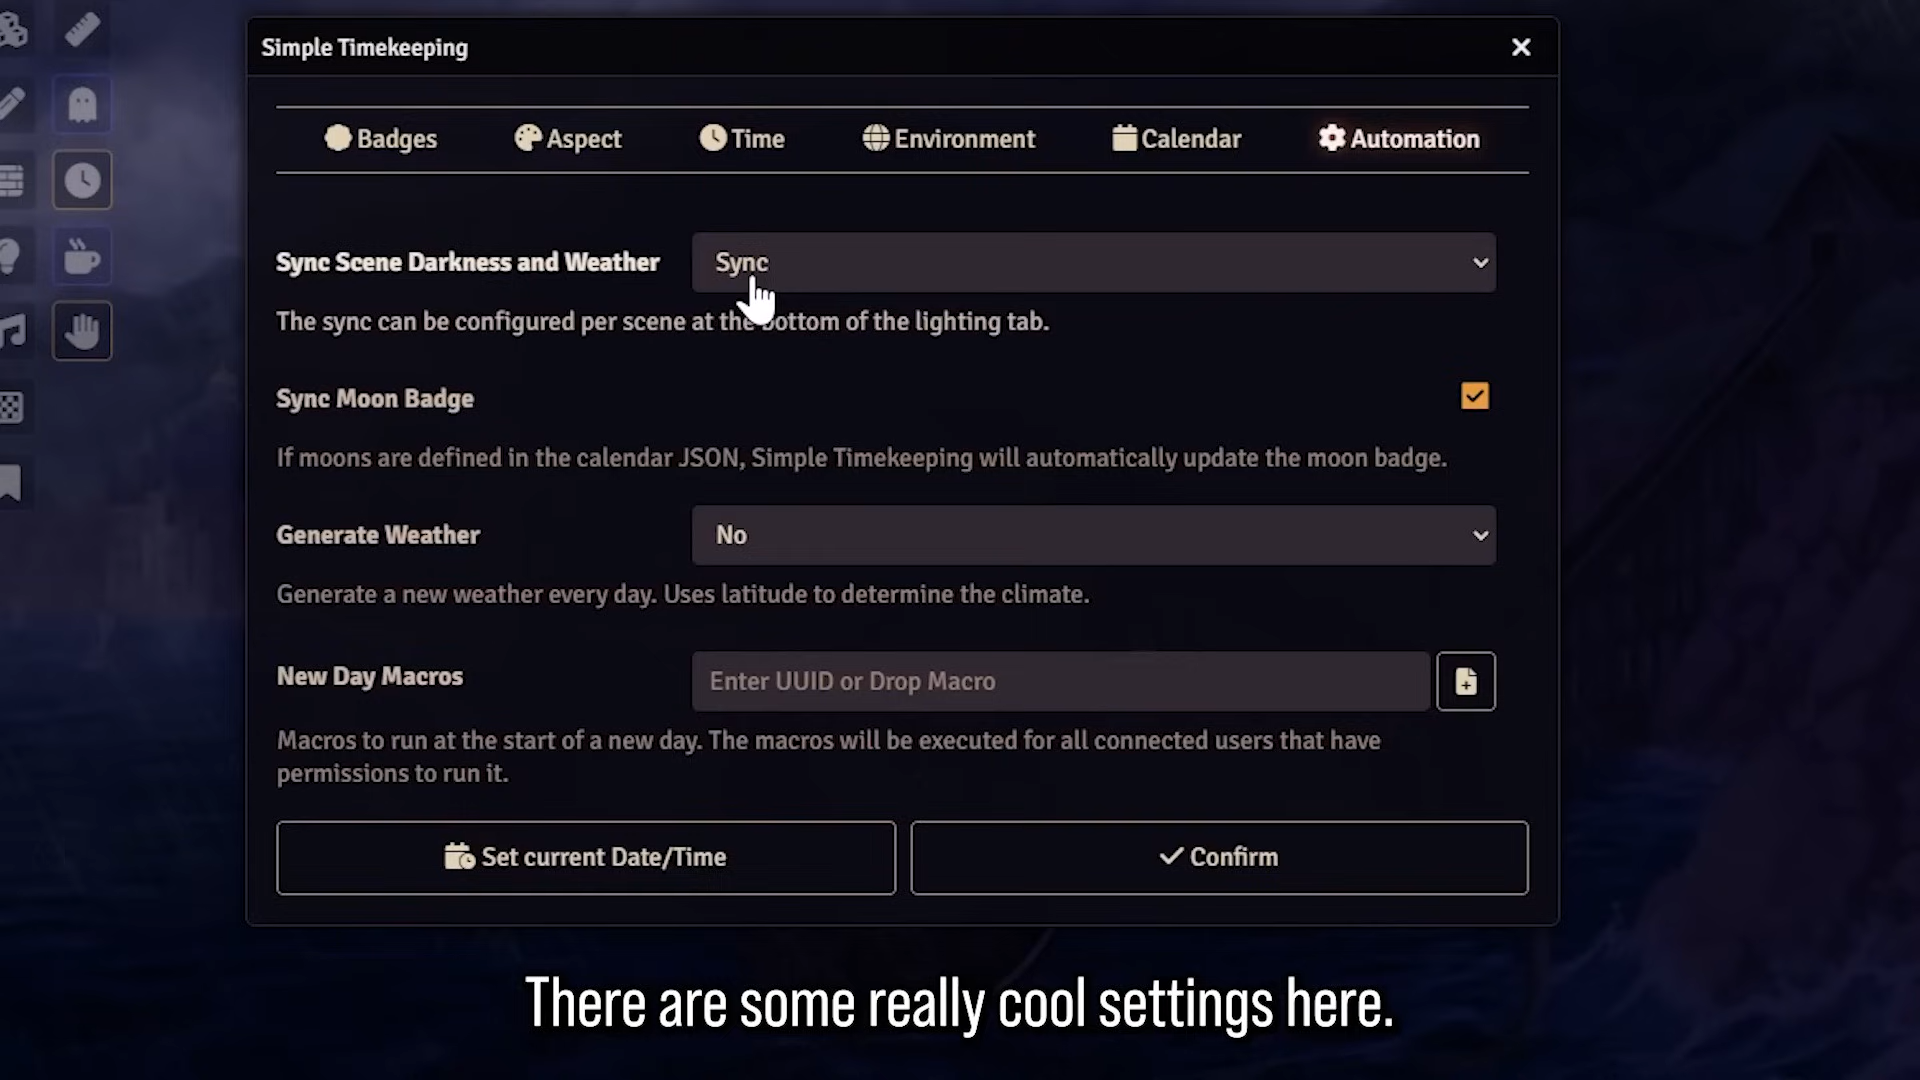 Simple Timekeeping
Badges Aspect Time Environment Calendar Automation
Sync Scene Darkness and Weather Sync
The sync can be configured per scene at the bottom of the lighting tab.
Sync Moon Badge
If moons are defined in the calendar JSON, Simple Timekeeping will automatically update the moon badge.
Generate Weather No
Generate a new weather every day. Uses latitude to determine the climate.
New Day Macros Enter UUID or Drop Macro
Macros to run at the start of a new day. The macros will be executed for all connected users that have
permissions to run it.
Set current Date/Time Confirm
There are some really cool settings here.